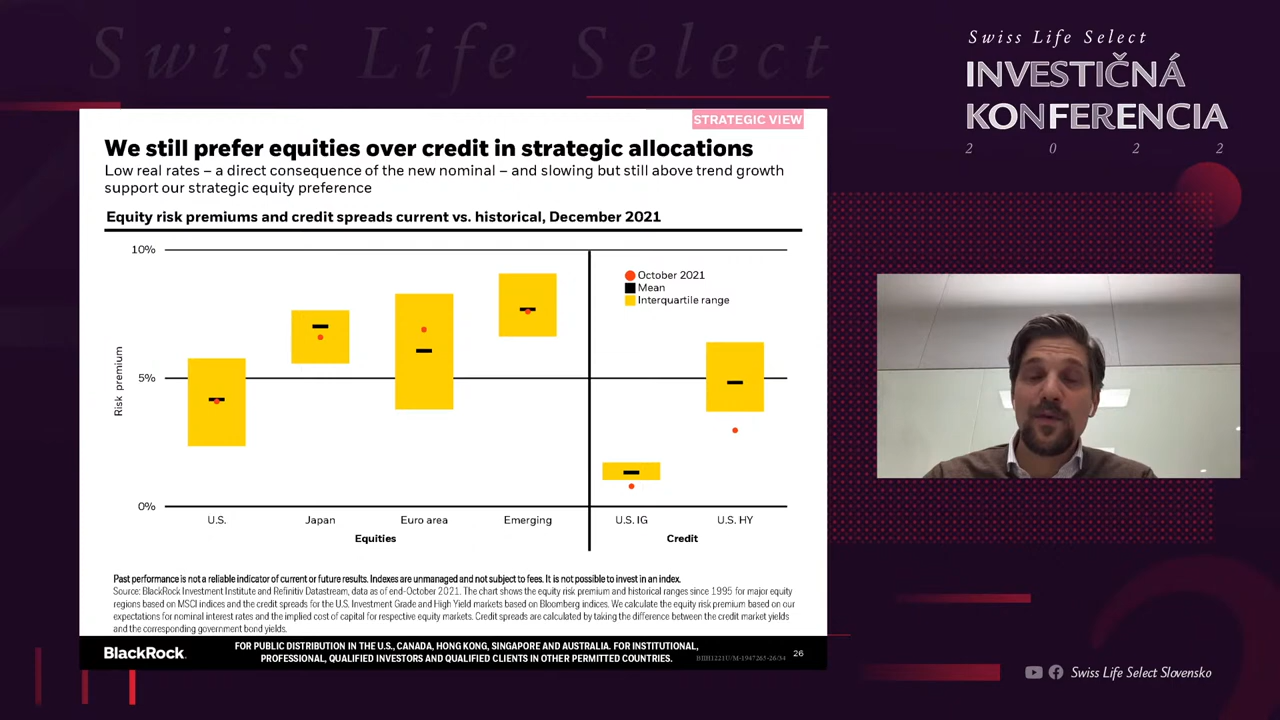 Swiss Life Select
Swiss Life Select
INVESTIČNÁ
KONFERENCIA
2 0 2 2
STRATEGIC VIEW
We still prefer equities over credit in strategic allocations
Low real rates – a direct consequence of the new nominal – and slowing but still above trend growth
support our strategic equity preference
Equity risk premiums and credit spreads current vs. historical, December 2021
10%
5%
0%
Risk premium
October 2021
Mean
Interquartile range
U.S. Japan Euro area Emerging U.S. IG U.S. HY
Equities Credit
Past performance is not a reliable indicator of current or future results. Indexes are unmanaged and not subject to fees. It is not possible to invest in an index.
Source: BlackRock Investment Institute and Refinitiv Datastream, data as of end-October 2021. The chart shows the equity risk premium and historical ranges since 1995 for major equity
regions based on MSCI indices and the credit spreads for the U.S. Investment Grade and High Yield markets based on Bloomberg indices. We calculate the equity risk premium based on our
expectations for nominal interest rates and the implied cost of capital for respective equity markets. Credit spreads are calculated by taking the difference between the credit market yields
and the corresponding government bond yields.
BlackRock.
FOR PUBLIC DISTRIBUTION IN THE U.S., CANADA, HONG KONG, SINGAPORE AND AUSTRALIA. FOR INSTITUTIONAL,
PROFESSIONAL, QUALIFIED INVESTORS AND QUALIFIED CLIENTS IN OTHER PERMITTED COUNTRIES.
BIIH1221U/M-1947265-26/34
26
Swiss Life Select Slovensko